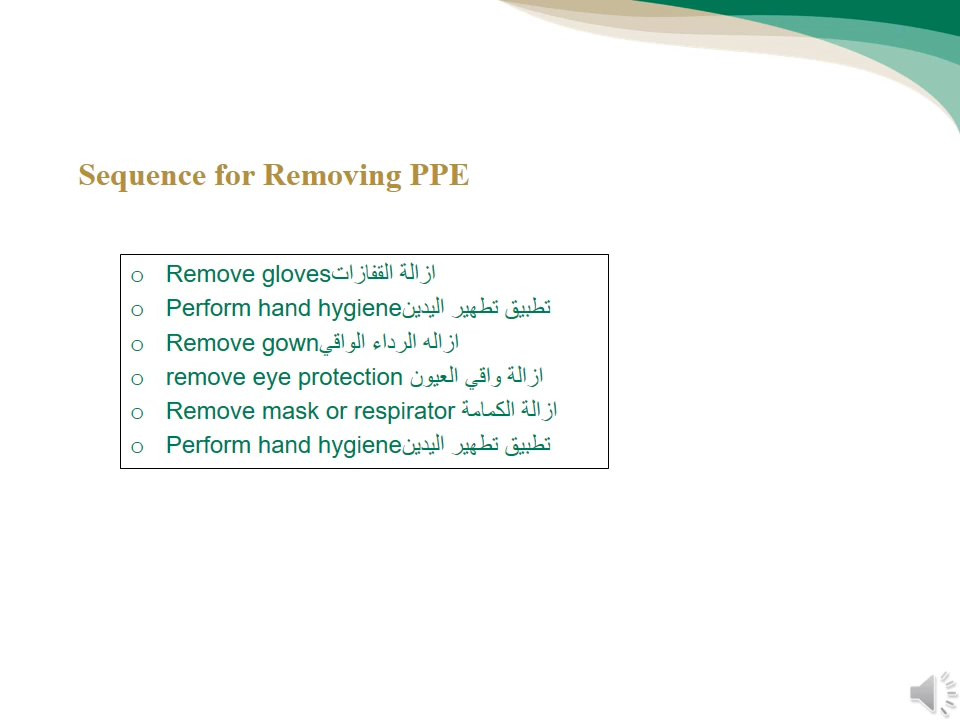 Sequence for Removing PPE
o Remove glovesازالة القفازات
o Perform hand hygieneتطبيق تطهير اليدين
o Remove gownازاله الرداء الواقي
o remove eye protection ازالة واقي العيون
o Remove mask or respirator ازالة الكمامة
o Perform hand hygieneتطبيق تطهير اليدين